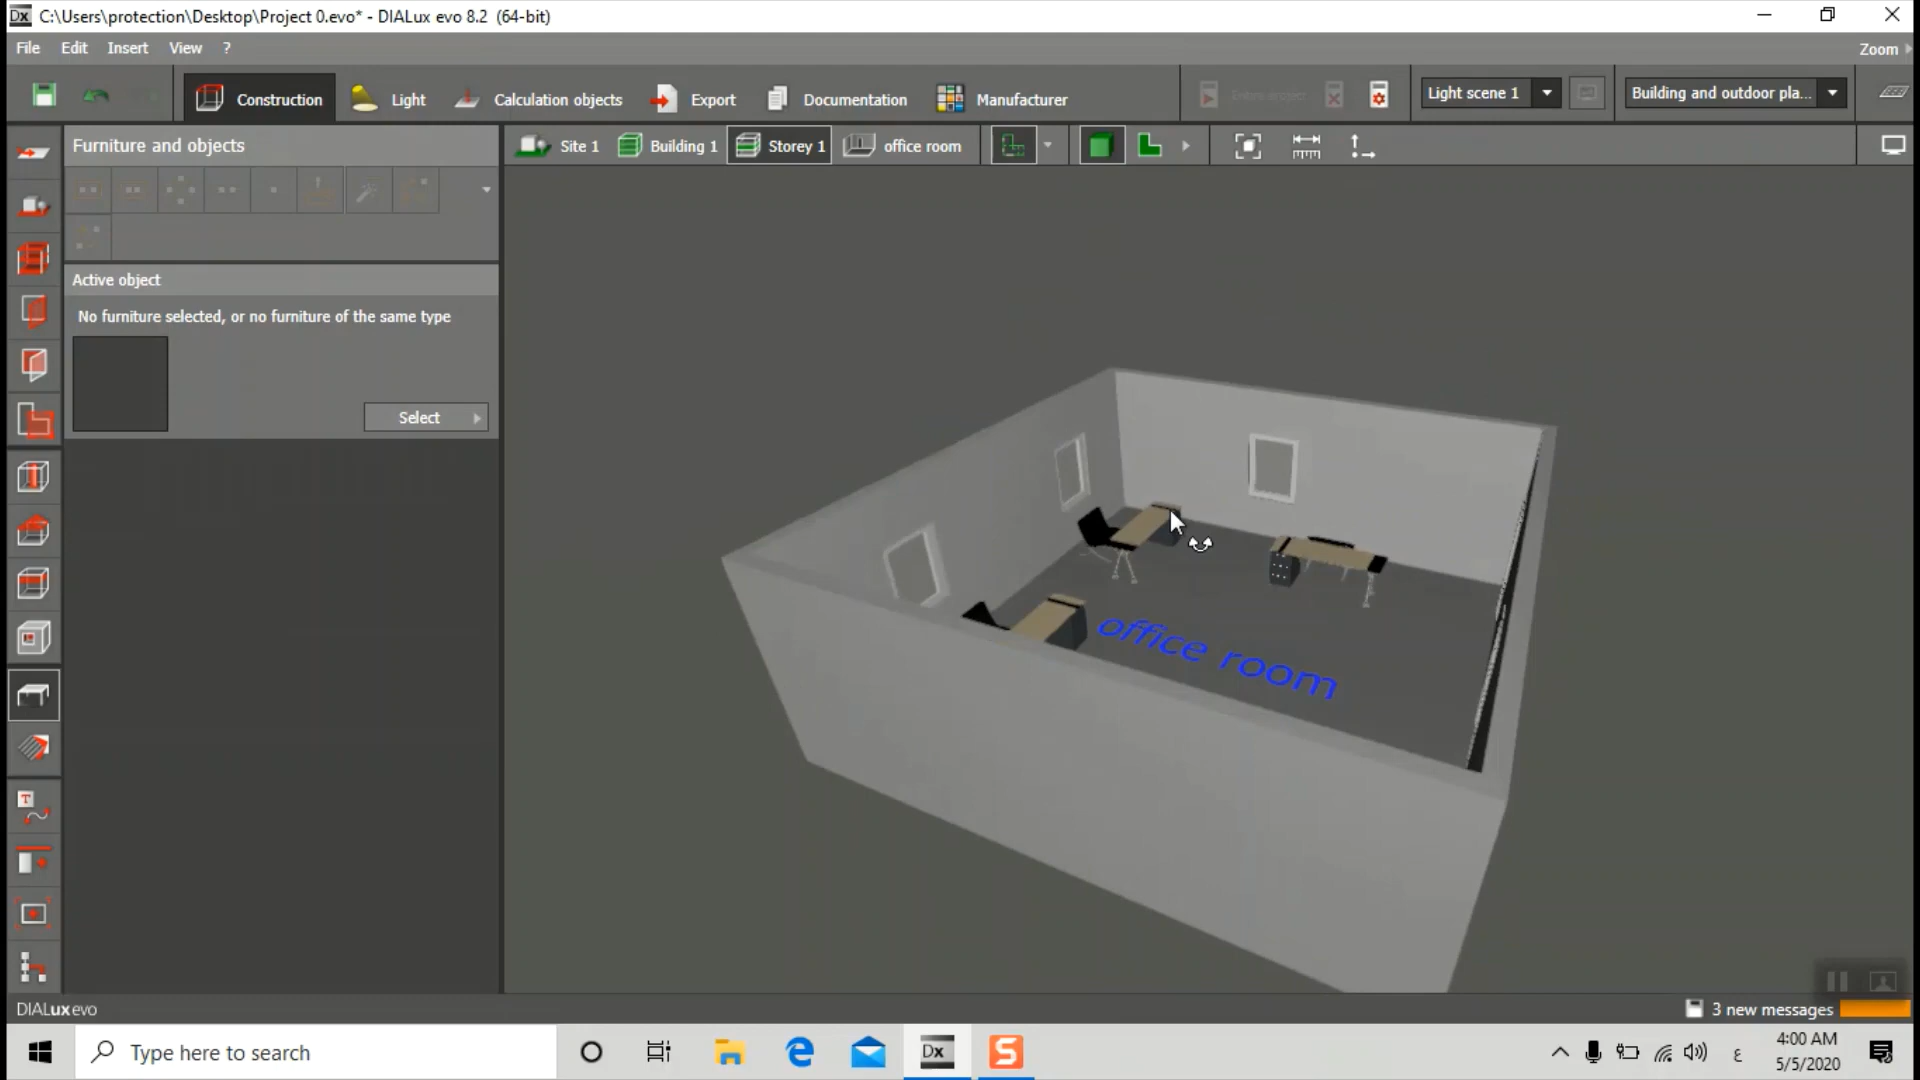 C:\Users\protection\Desktop\Project 0.evo* - DIALux evo 8.2 (64-bit)
File Edit Insert View ? Zoom
Construction Light Calculation objects Export Documentation Manufacturer Light scene 1 Building and outdoor pla...
Furniture and objects
Site 1 Building 1 Storey 1 office room
Active object
No furniture selected, or no furniture of the same type
Select
office room
DIALux evo
3 new messages
Type here to search
Dx
S
ع
4:00 AM
5/5/2020